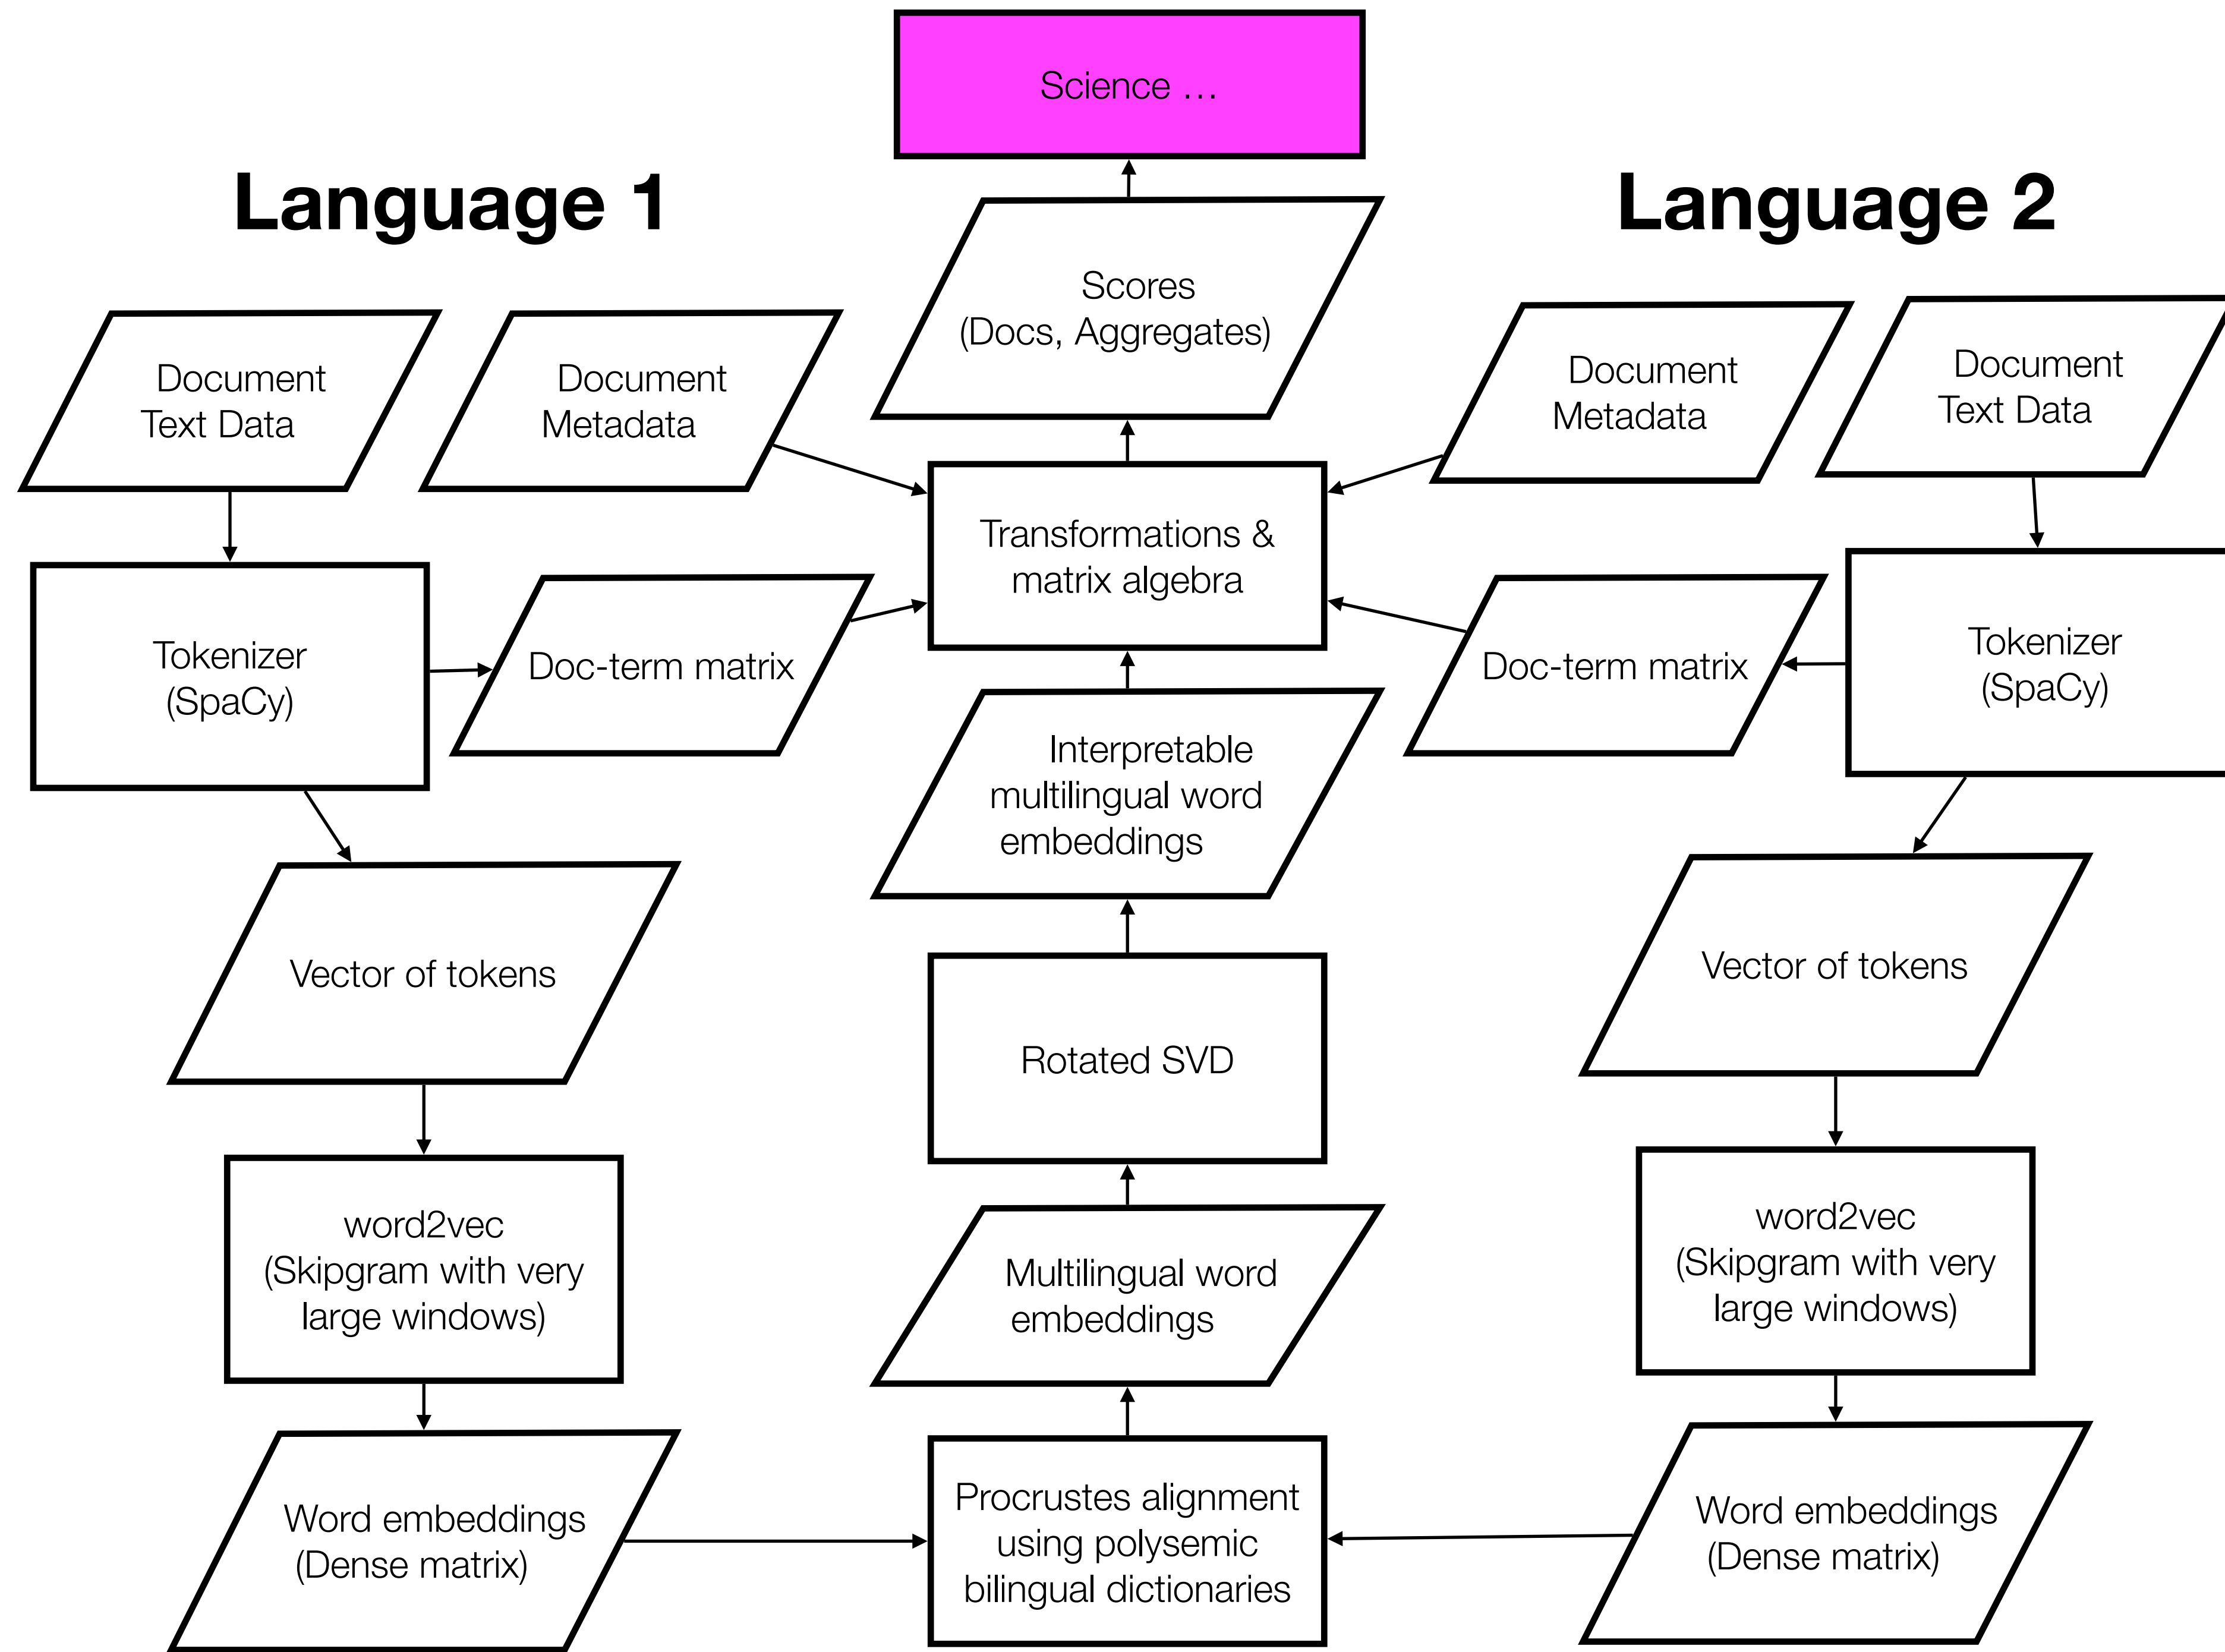 Science …
Language 1
Language 2
Scores
(Docs, Aggregates)
Document
Text Data
Document
Metadata
Document
Metadata
Document
Text Data
Transformations &
matrix algebra
Tokenizer
(SpaCy)
Doc-term matrix
Doc-term matrix
Tokenizer
(SpaCy)
Interpretable
multilingual word
embeddings
Vector of tokens
Rotated SVD
Vector of tokens
word2vec
(Skipgram with very
large windows)
Multilingual word
embeddings
word2vec
(Skipgram with very
large windows)
Word embeddings
(Dense matrix)
Procrustes alignment
using polysemic
bilingual dictionaries
Word embeddings
(Dense matrix)